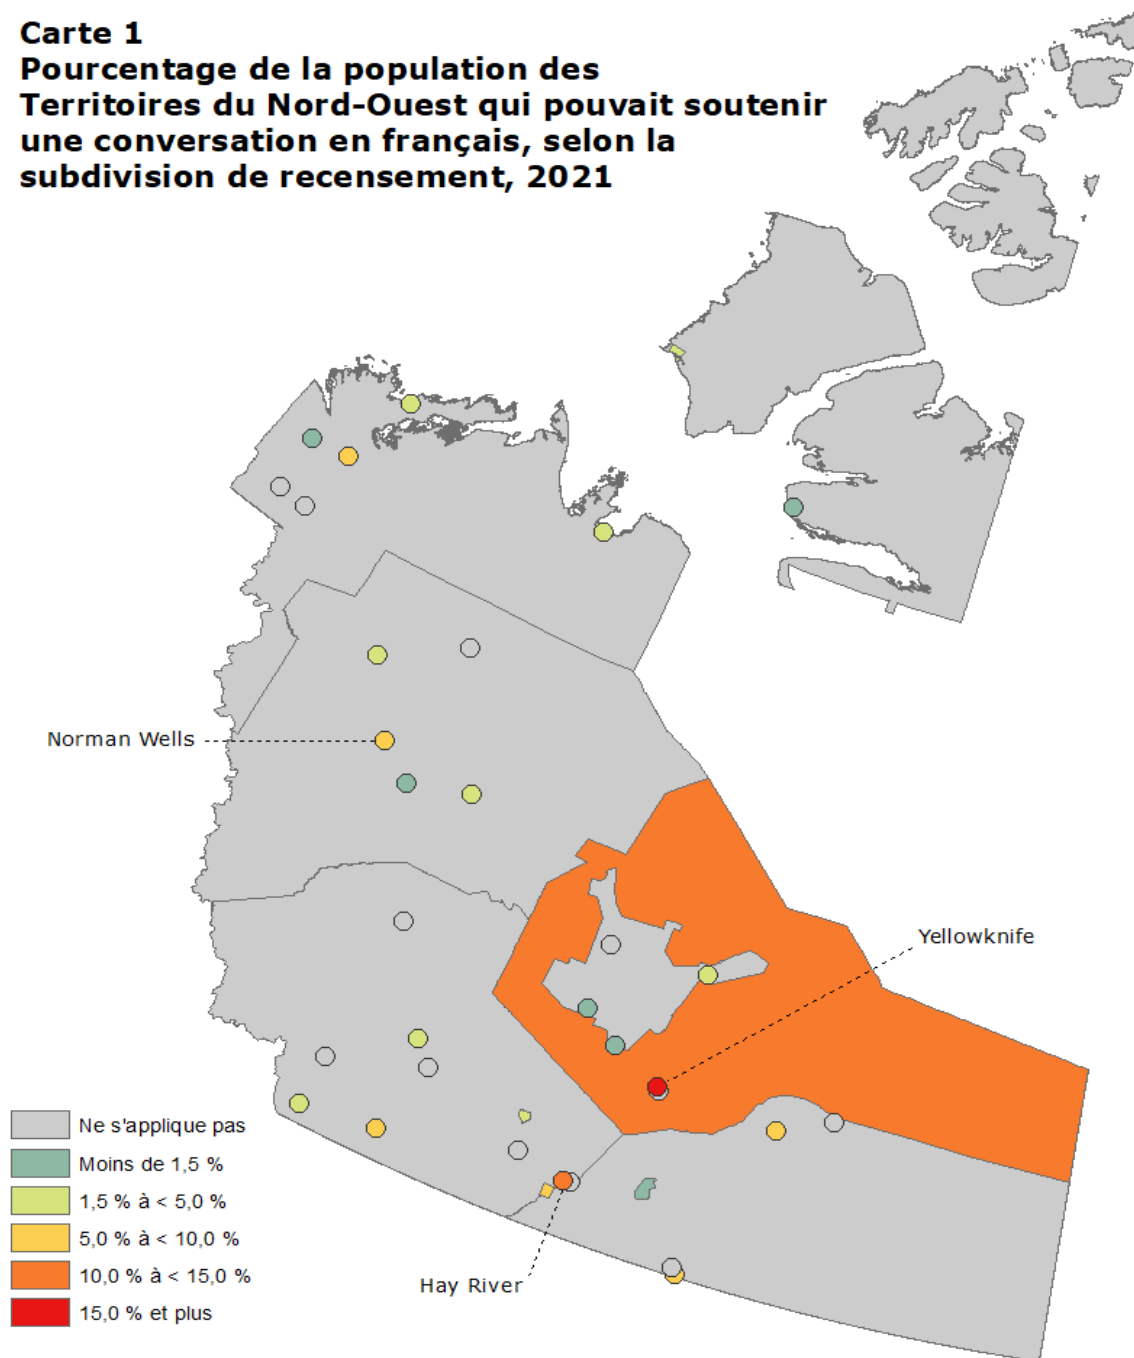 Carte 1
Pourcentage de la population des
Territoires du Nord-Ouest qui pouvait soutenir
une conversation en français, selon la
subdivision de recensement, 2021
Norman Wells
Yellowknife
Hay River
Ne s'applique pas
Moins de 1,5 %
1,5 % à < 5,0 %
5,0 % à < 10,0 %
10,0 % à < 15,0 %
15,0 % et plus